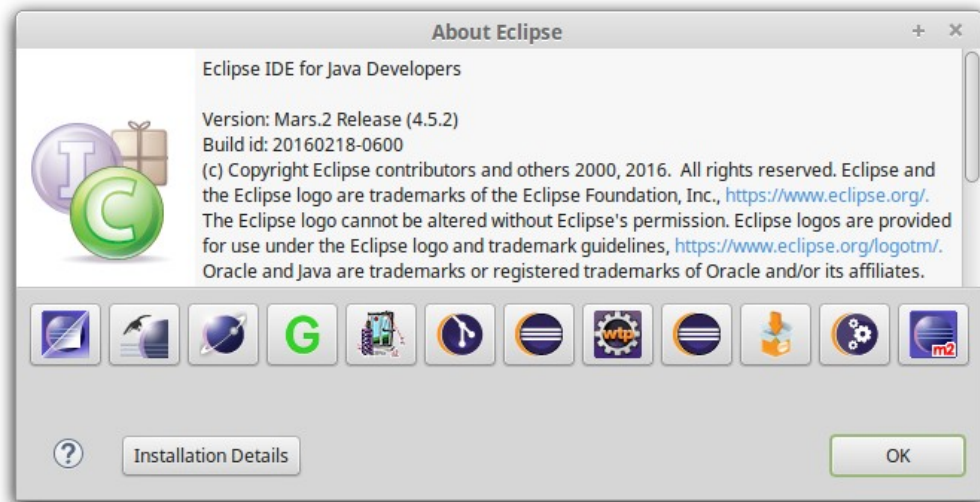 About Eclipse
Eclipse IDE for Java Developers
Version: Mars.2 Release (4.5.2)
Build id: 20160218-0600
(c) Copyright Eclipse contributors and others 2000, 2016.  All rights reserved. Eclipse and
the Eclipse logo are trademarks of the Eclipse Foundation, Inc., https://www.eclipse.org/.
The Eclipse logo cannot be altered without Eclipse's permission. Eclipse logos are provided
for use under the Eclipse logo and trademark guidelines, https://www.eclipse.org/logotm/.
Oracle and Java are trademarks or registered trademarks of Oracle and/or its affiliates.
I
C
G
wtp
m2
?
Installation Details
OK